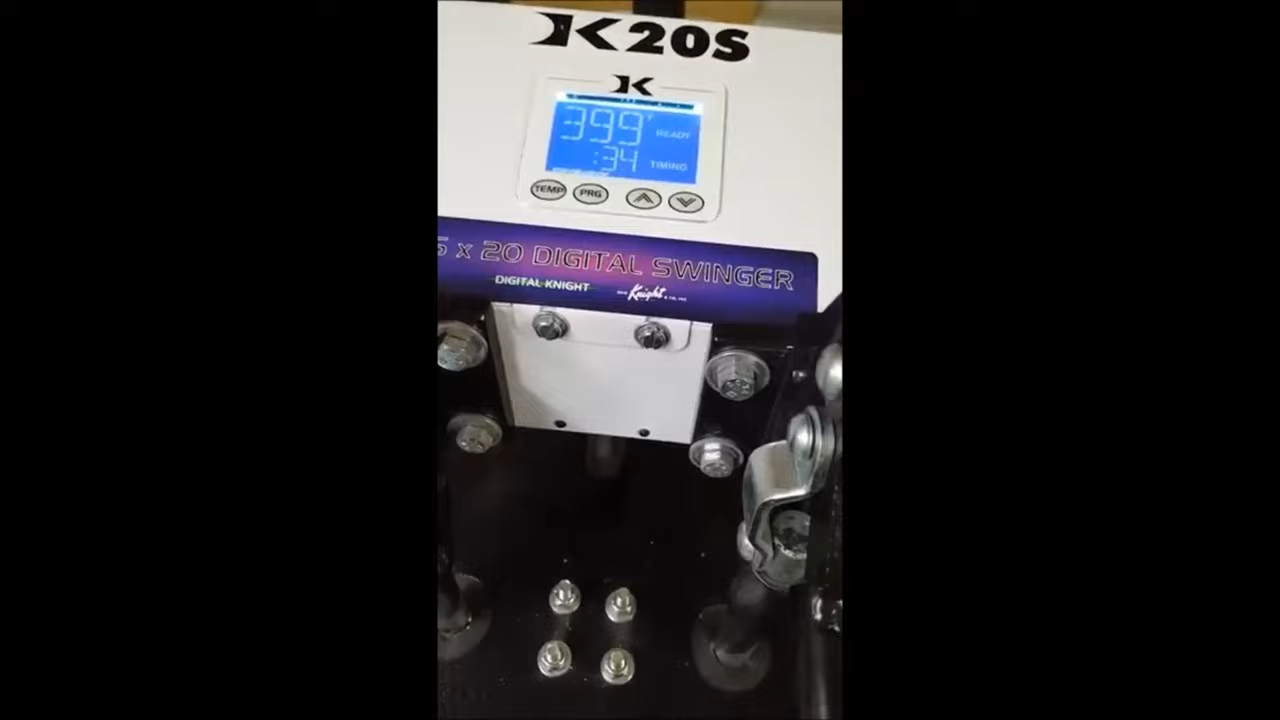 K20S
K
399° READY
:34 TIMING
TEMP PRG
x 20 DIGITAL SWINGER
DIGITAL KNIGHT Knight